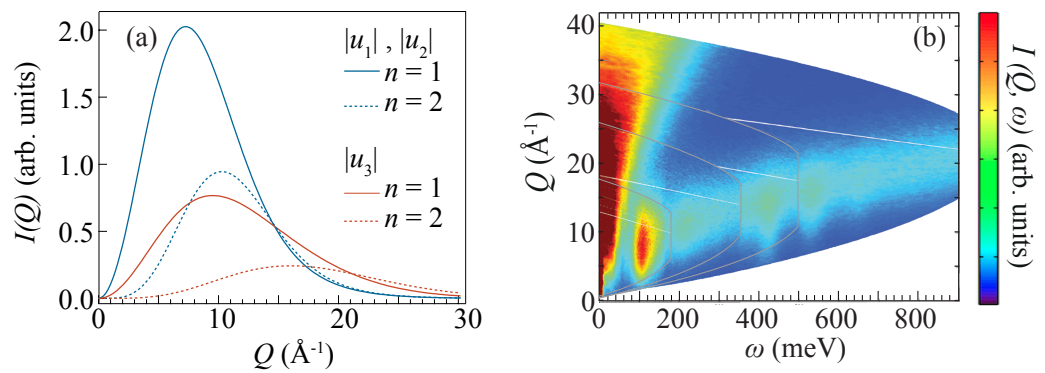 (a)
|u₁| , |u₂|
n = 1
n = 2
|u₃|
n = 1
n = 2
I(Q) (arb. units)
2.0
1.5
1.0
0.5
0.0
0 10 20 30
Q (Å⁻¹)
(b)
Q (Å⁻¹)
40
30
20
10
0
0 200 400 600 800
ω (meV)
I (Q, ω) (arb. units)